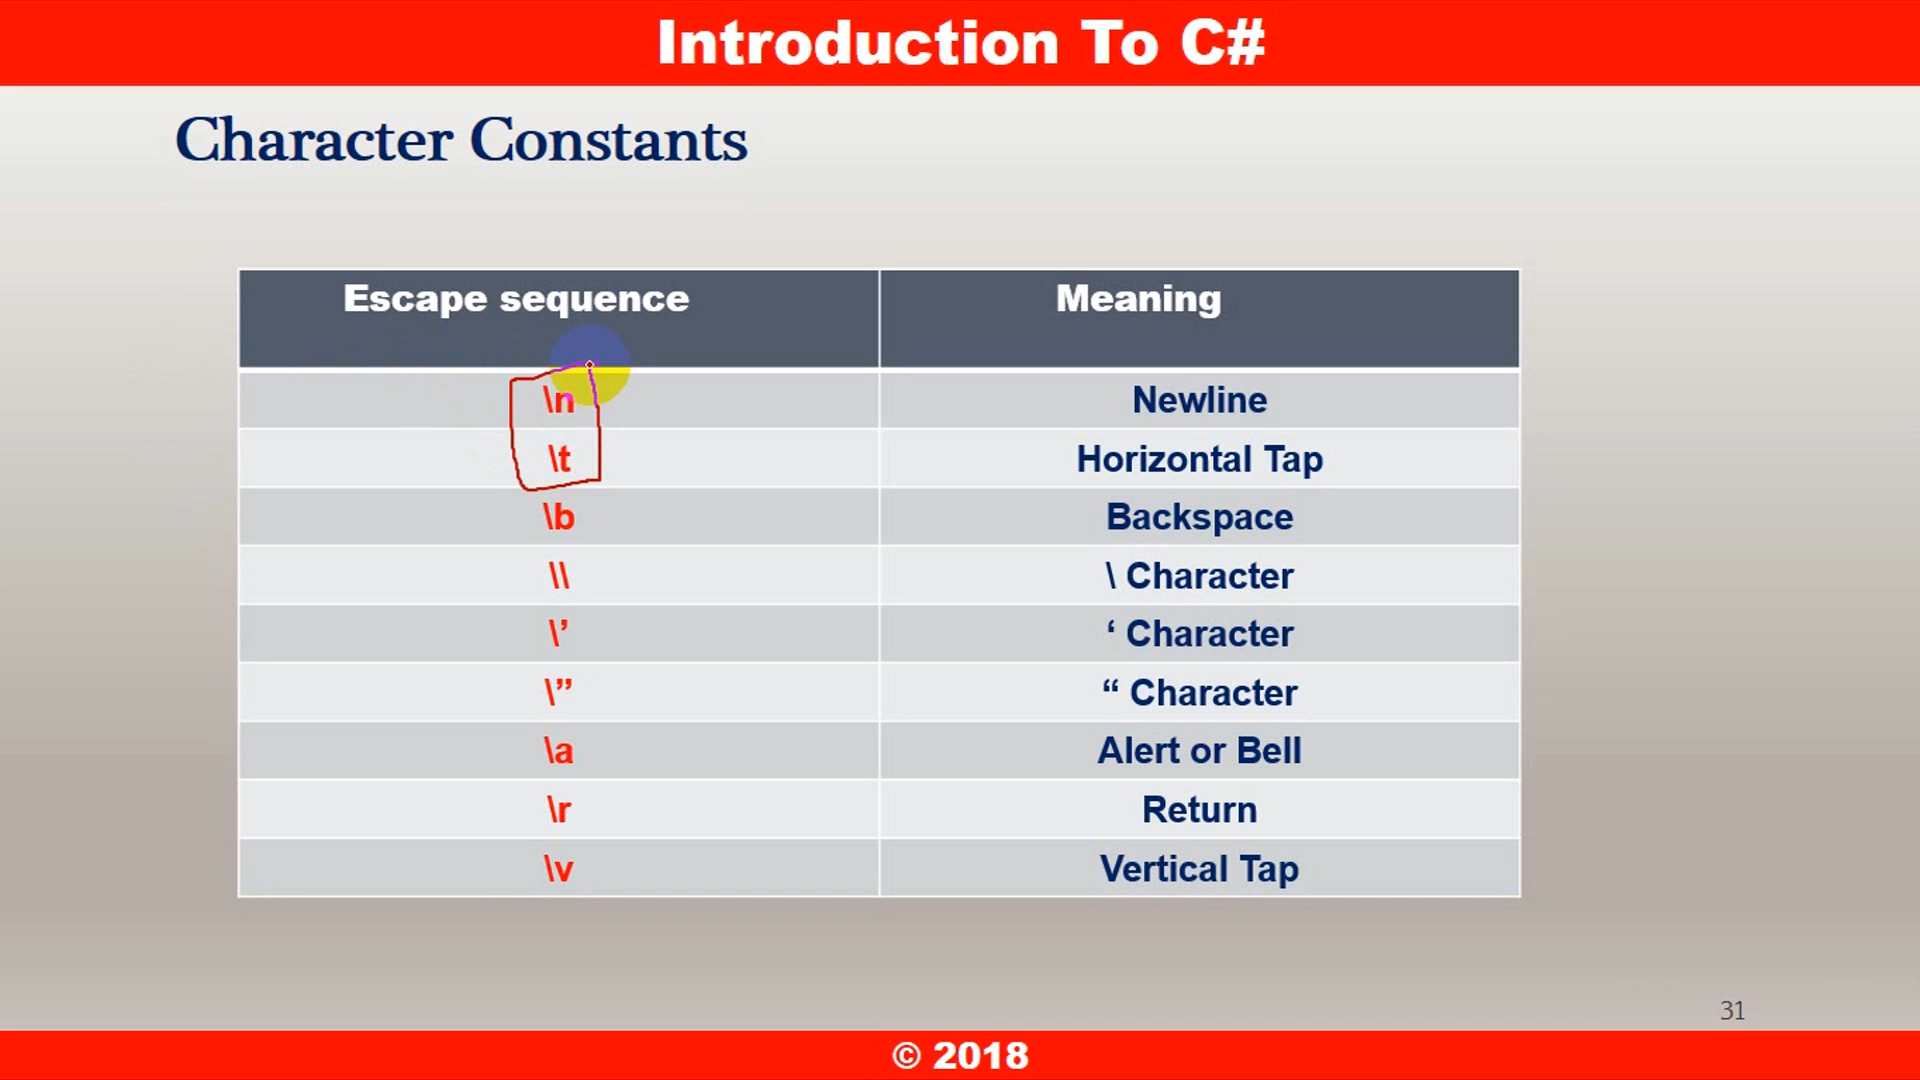 Introduction To C#
Character Constants
Escape sequence Meaning
\n Newline
\t Horizontal Tap
\b Backspace
\\ \ Character
\’ ‘ Character
\” “ Character
\a Alert or Bell
\r Return
\v Vertical Tap
31
© 2018